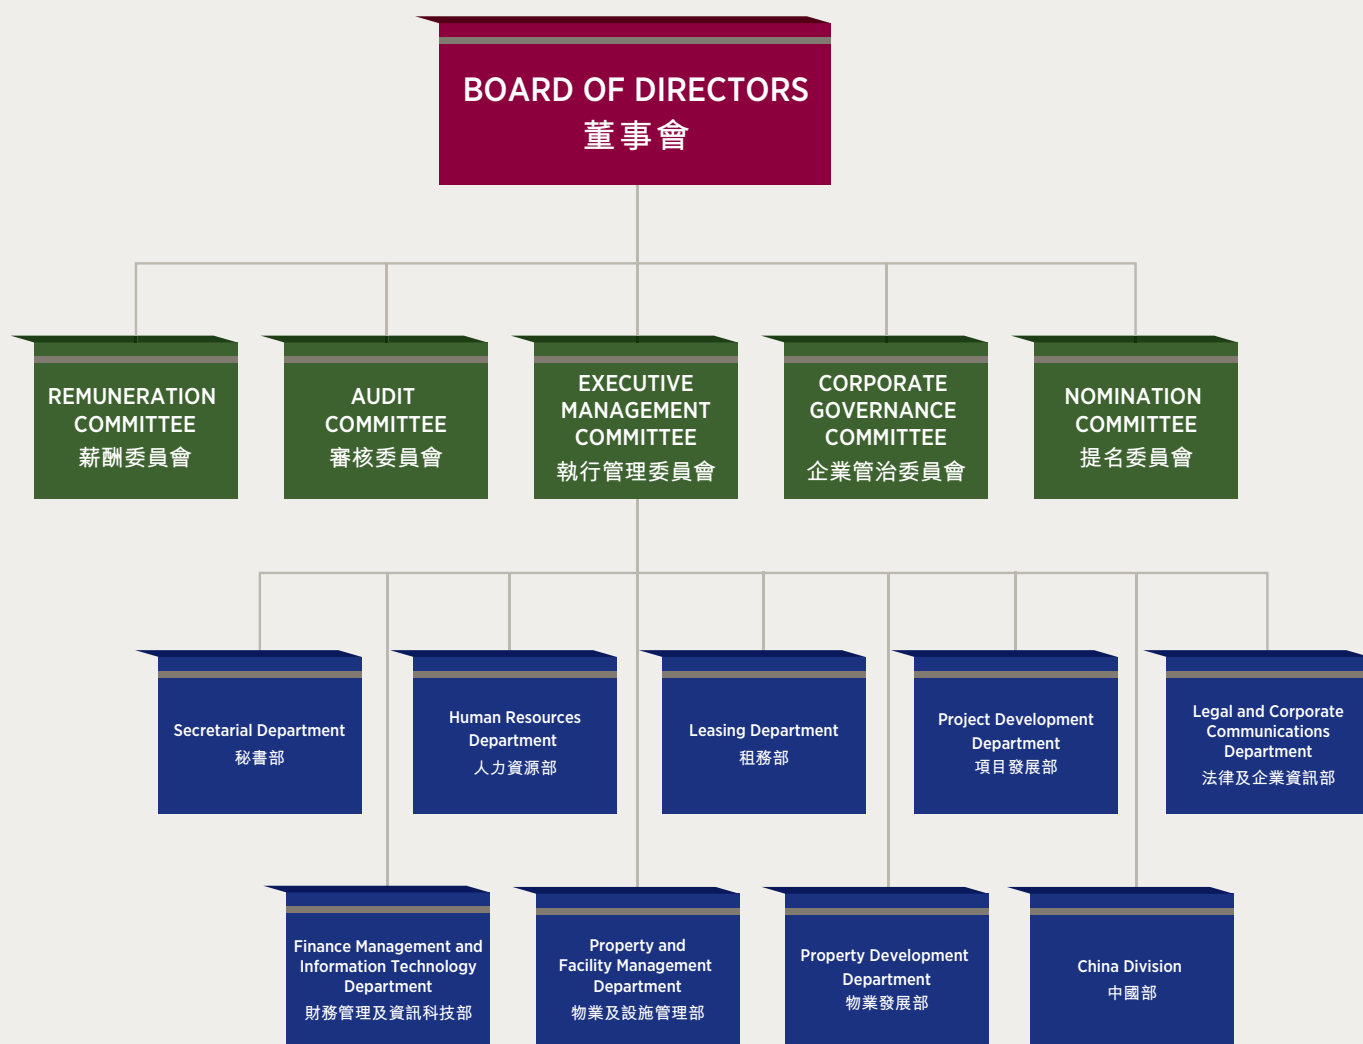 BOARD OF DIRECTORS
董事會
REMUNERATION
COMMITTEE
薪酬委員會
AUDIT
COMMITTEE
審核委員會
EXECUTIVE
MANAGEMENT
COMMITTEE
執行管理委員會
CORPORATE
GOVERNANCE
COMMITTEE
企業管治委員會
NOMINATION
COMMITTEE
提名委員會
Secretarial Department
秘書部
Human Resources
Department
人力資源部
Leasing Department
租務部
Project Development
Department
項目發展部
Legal and Corporate
Communications
Department
法律及企業資訊部
Finance Management and
Information Technology
Department
財務管理及資訊科技部
Property and
Facility Management
Department
物業及設施管理部
Property Development
Department
物業發展部
China Division
中國部